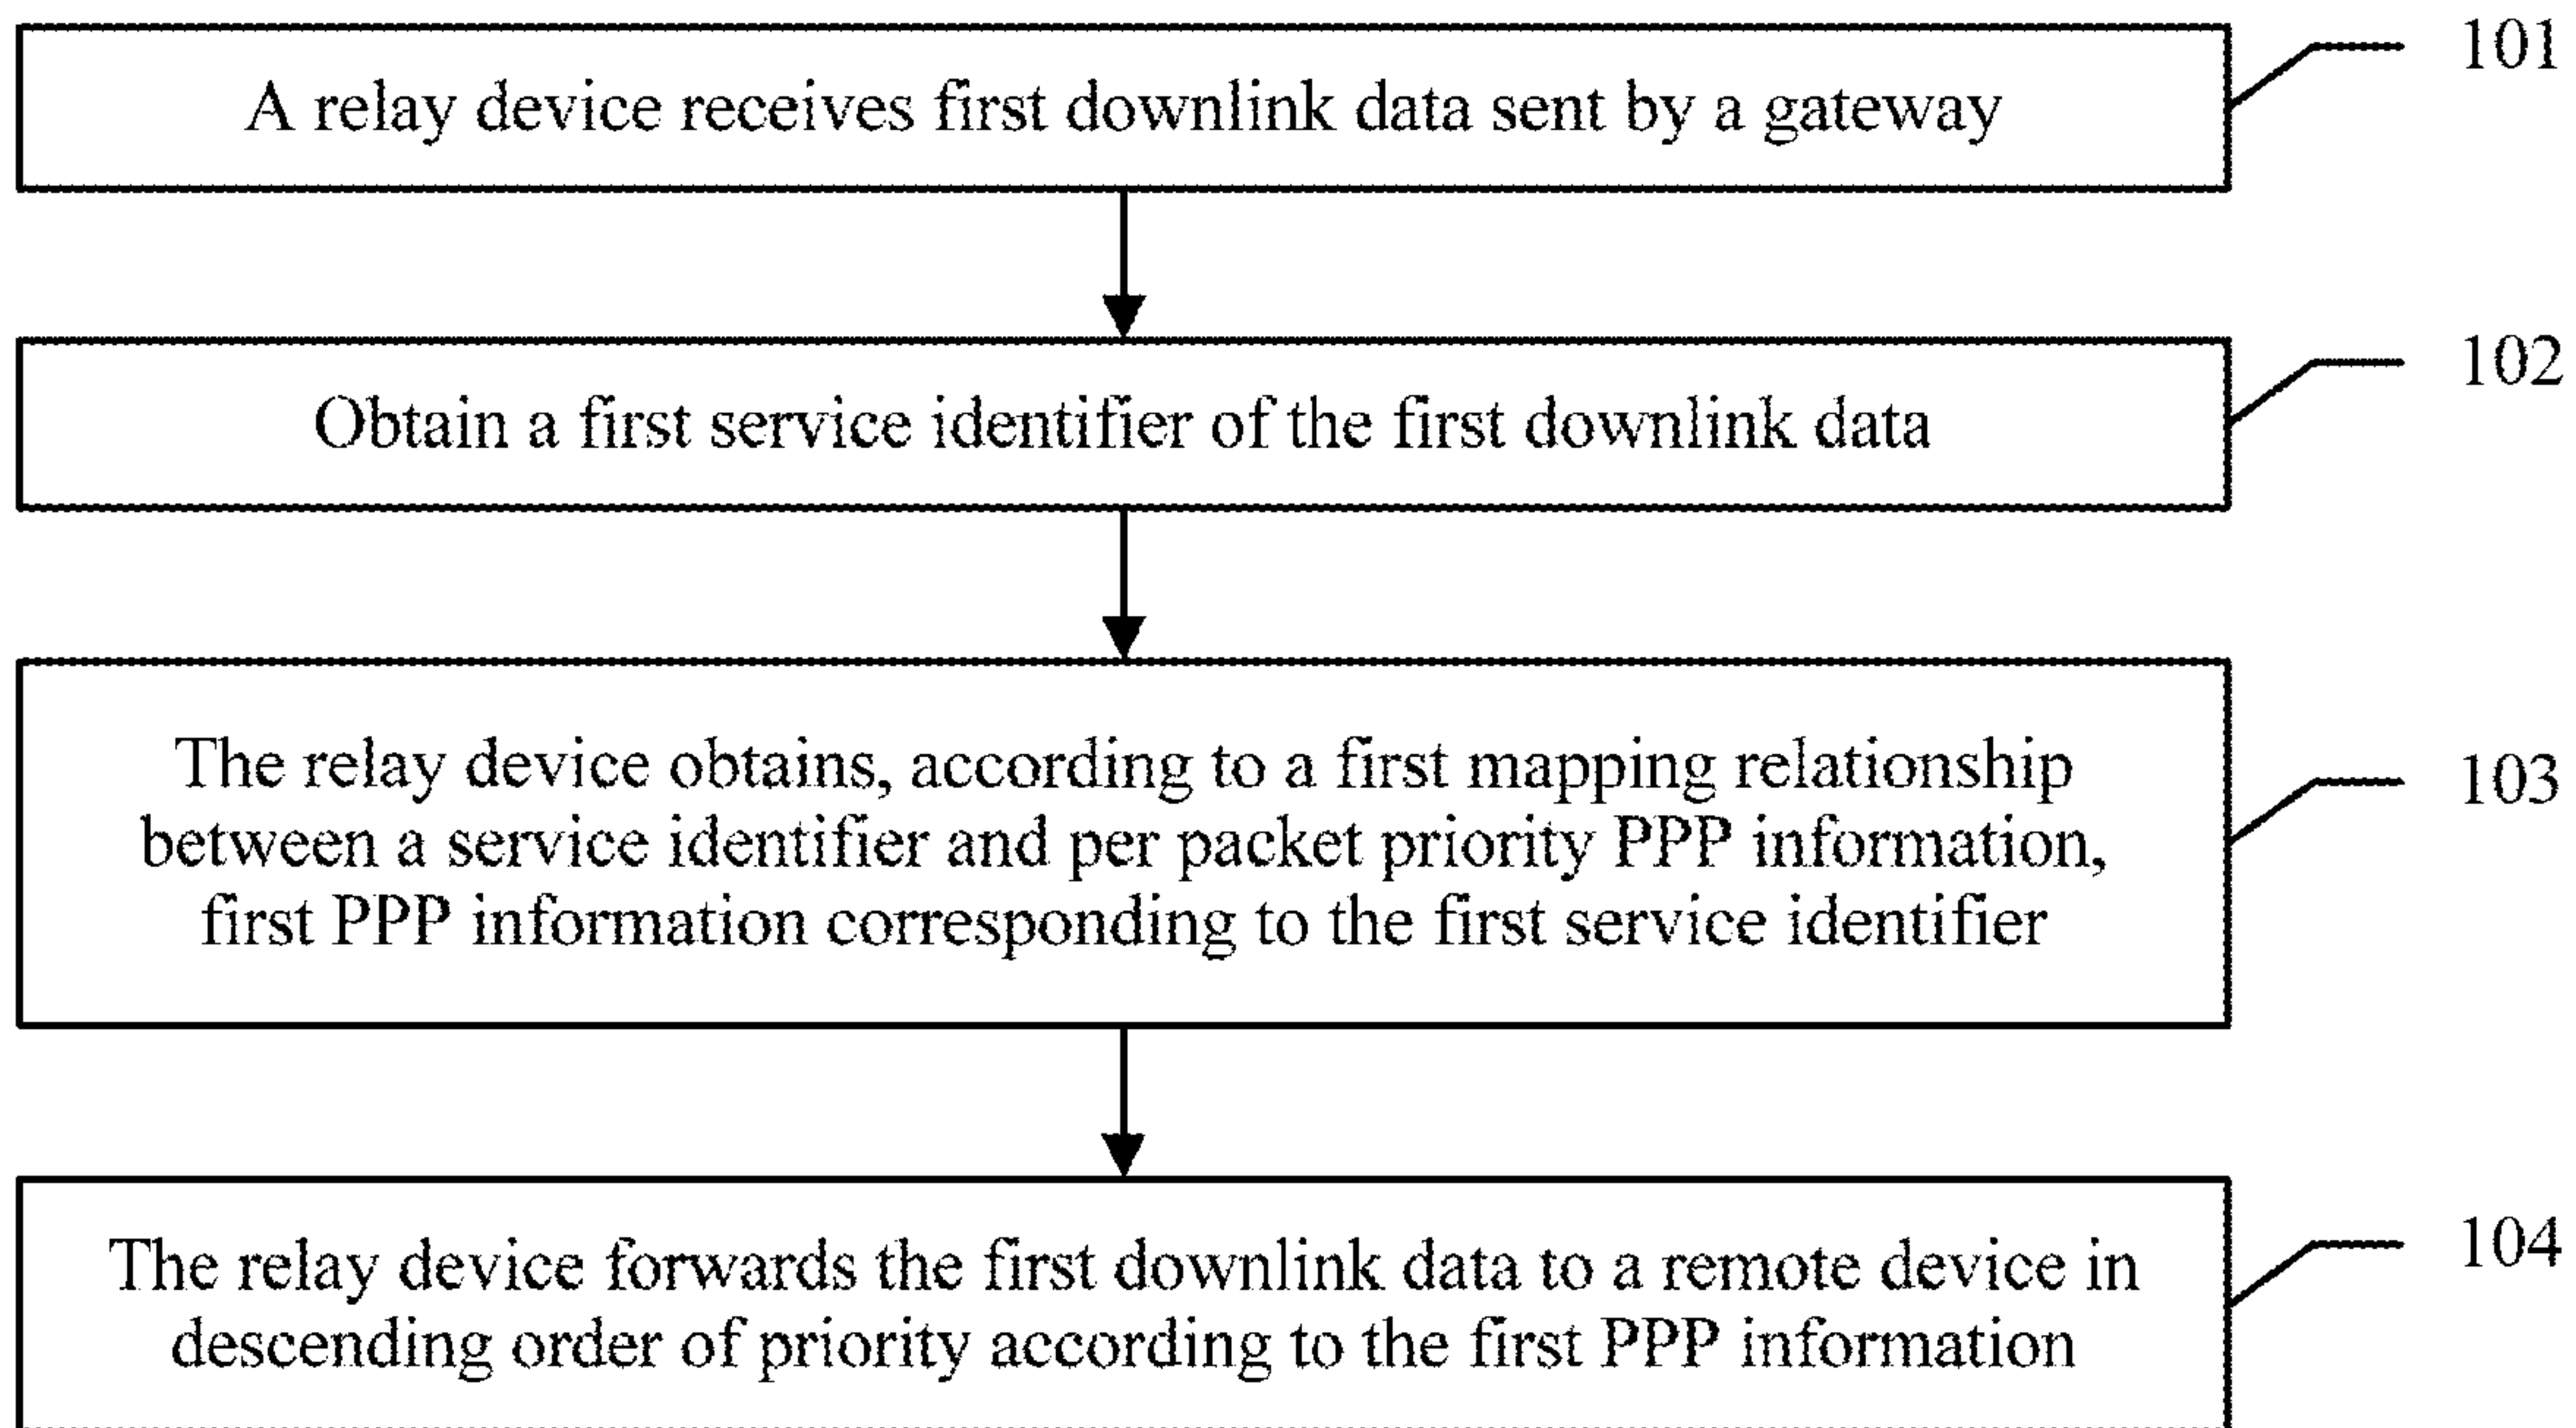 A relay device receives first downlink data sent by a gateway
101
Obtain a first service identifier of the first downlink data
102
The relay device obtains, according to a first mapping relationship
between a service identifier and per packet priority PPP information,
first PPP information corresponding to the first service identifier
103
The relay device forwards the first downlink data to a remote device in
descending order of priority according to the first PPP information
104